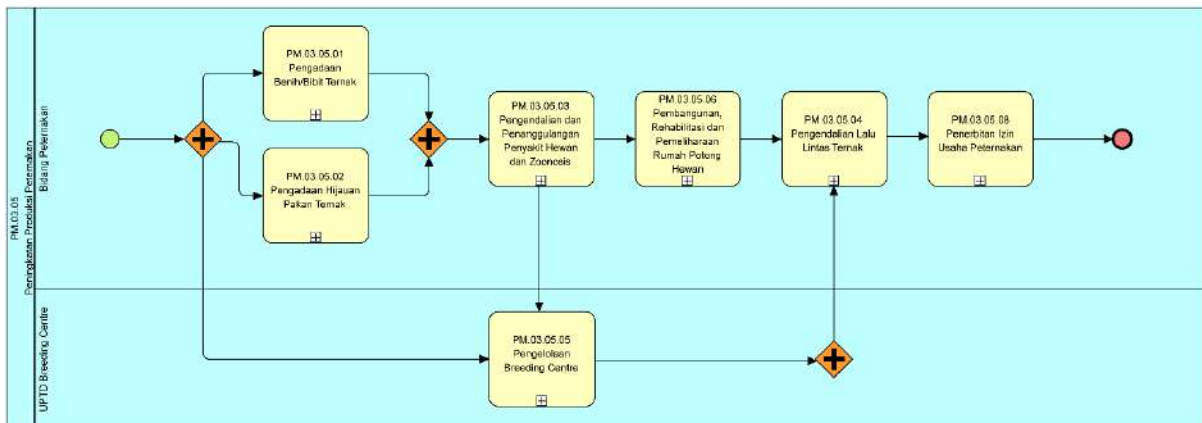 PM.03.05
Peningkatan Produksi Peternakan
Bidang Peternakan
PM.03.05.01
Pengadaan
Benih/Bibit Ternak
PM.03.05.02
Pengadaan Hijauan
Pakan Ternak
PM.03.05.03
Pengendalian dan
Penanggulangan
Penyakit Hewan
dan Zoonosis
PM.03.05.06
Pembangunan,
Rehabilitasi dan
Pemeliharaan
Rumah Potong
Hewan
PM.03.05.04
Pengendalian Lalu
Lintas Ternak
PM.03.05.08
Penerbitan Izin
Usaha Peternakan
UPTD Breeding Centre
PM.03.05.05
Pengelolaan
Breeding Centre